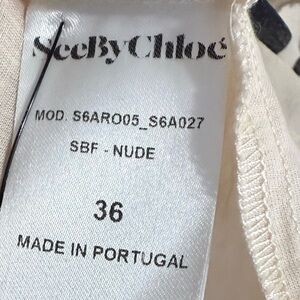 SeeByChloé
MOD. S6ARO05_S6A027
SBF - NUDE
36
MADE IN PORTUGAL